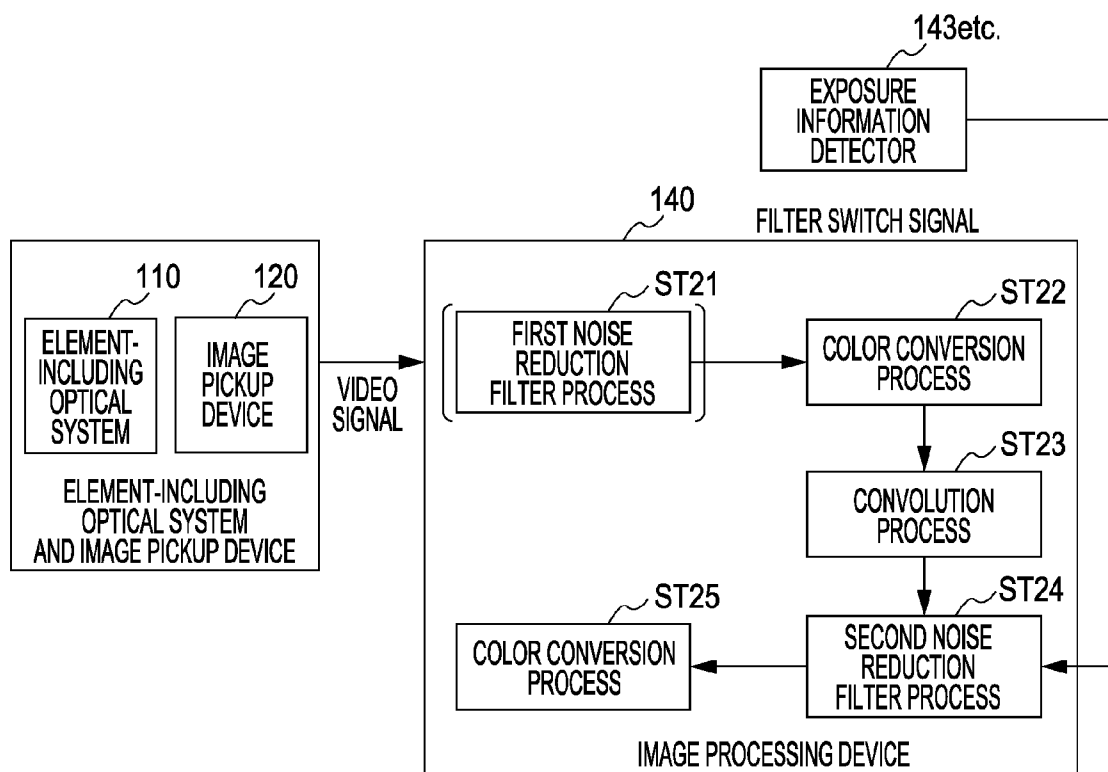 143etc.
EXPOSURE
INFORMATION
DETECTOR
FILTER SWITCH SIGNAL
140
110
120
ELEMENT-
INCLUDING
OPTICAL
SYSTEM
IMAGE
PICKUP
DEVICE
ELEMENT-INCLUDING
OPTICAL SYSTEM
AND IMAGE PICKUP DEVICE
VIDEO
SIGNAL
ST21
FIRST NOISE
REDUCTION
FILTER PROCESS
ST22
COLOR CONVERSION
PROCESS
ST23
CONVOLUTION
PROCESS
ST24
SECOND NOISE
REDUCTION
FILTER PROCESS
ST25
COLOR CONVERSION
PROCESS
IMAGE PROCESSING DEVICE